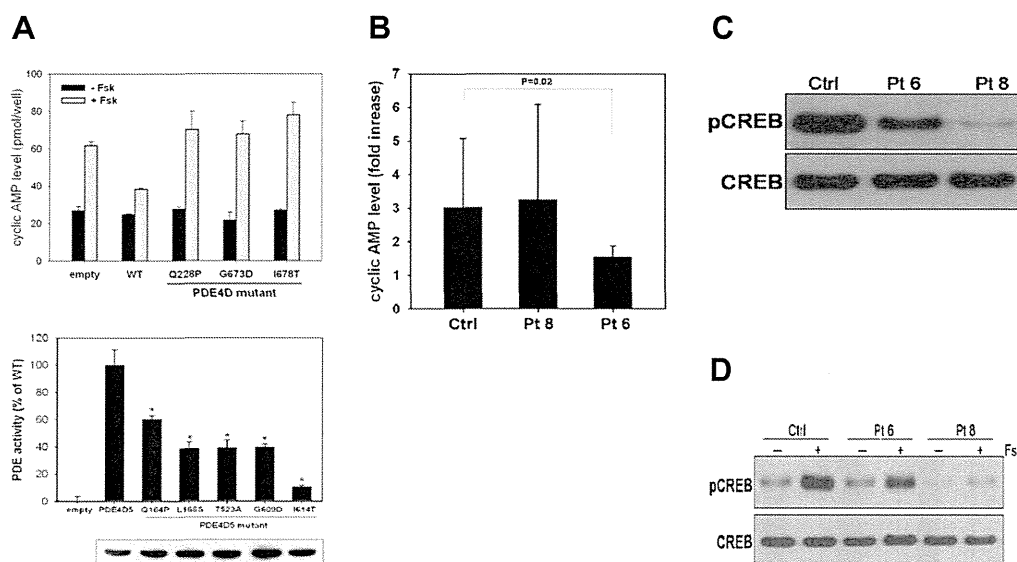 A
100
80
60
40
20
0
cyclic AMP level (pmol/well)
- Fsk
+ Fsk
empty WT Q228P G673D I678T
PDE4D mutant
120
100
80
60
40
20
0
PDE activity (% of WT)
* * * * *
empty PDE4D5 Q164P L168S T523A G609D I614T
PDE4D5 mutant
B
7
6
5
4
3
2
1
0
cyclic AMP level (fold inrease)
P=0.02
Ctrl Pt 8 Pt 6
C
Ctrl Pt 6 Pt 8
pCREB
CREB
D
Ctrl Pt 6 Pt 8
– + – + – + Fs
pCREB
CREB